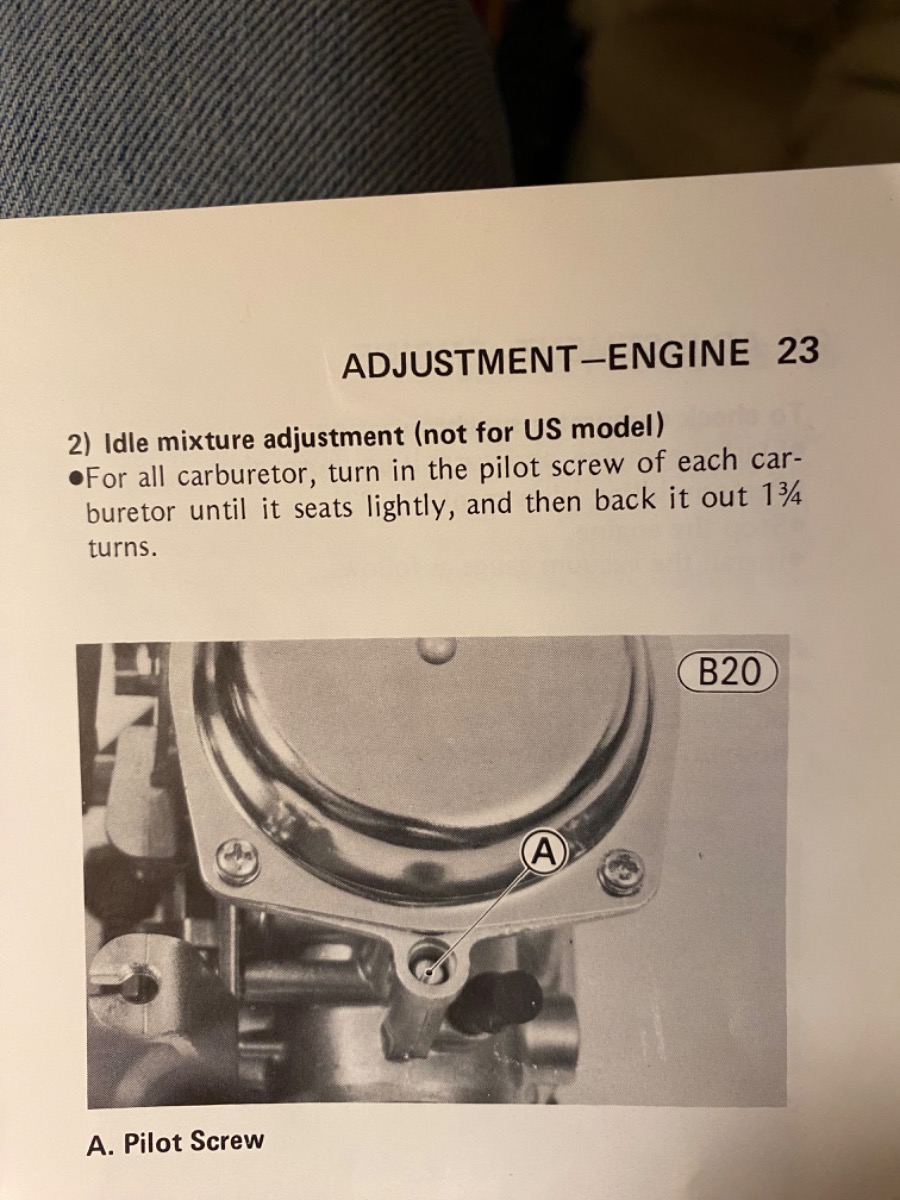 ADJUSTMENT—ENGINE 23
2) Idle mixture adjustment (not for US model)
●For all carburetor, turn in the pilot screw of each car-
buretor until it seats lightly, and then back it out 1¾
turns.
B20
A
A. Pilot Screw